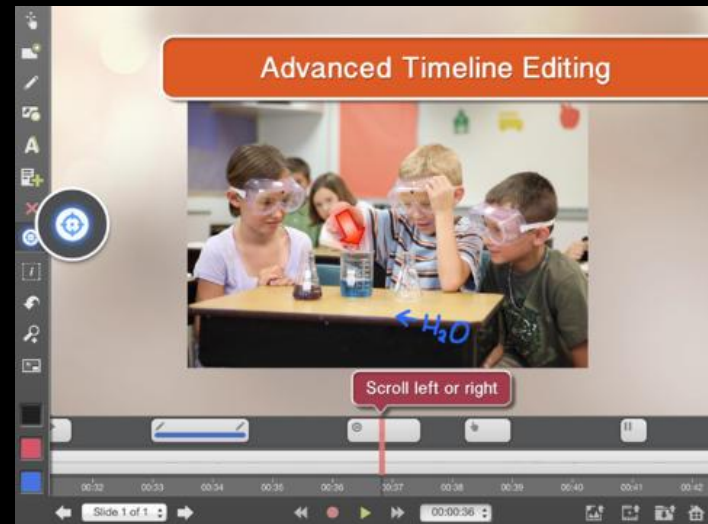 Advanced Timeline Editing
A
i
← H₂O
Scroll left or right
00:32 00:33 00:34 00:35 00:36 00:37 00:38 00:39 00:40 00:41 00:42
Slide 1 of 1
00:00:36